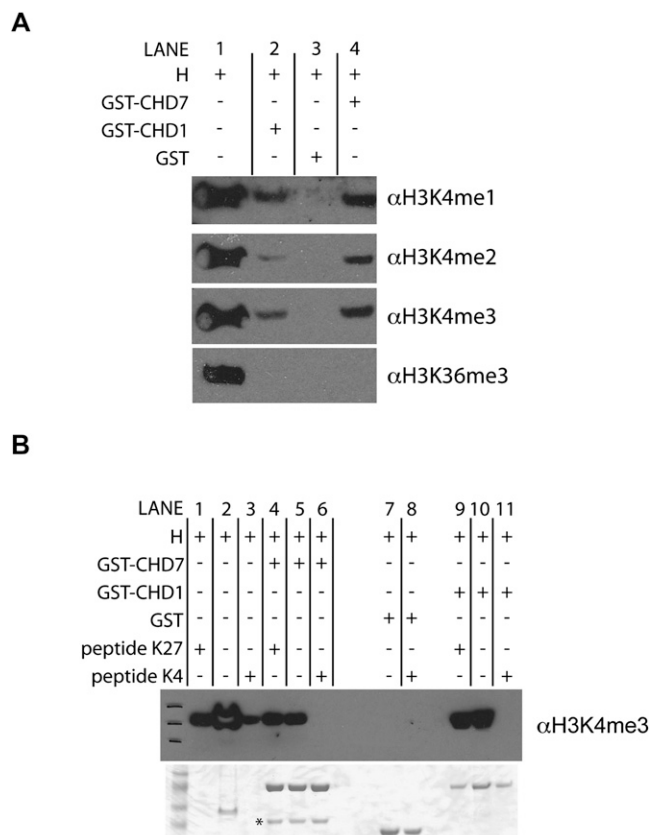 A
LANE 1 2 3 4
H + + + +
GST-CHD7 - - - +
GST-CHD1 - + - -
GST - - + -
αH3K4me1
αH3K4me2
αH3K4me3
αH3K36me3
B
LANE 1 2 3 4 5 6 7 8 9 10 11
H + + + + + + + + + + +
GST-CHD7 - - - + + + - - - - -
GST-CHD1 - - - - - - - - + + +
GST - - - - - - + + - - -
peptide K27 + - - + - - - - + - -
peptide K4 - - + - - + - + - - +
αH3K4me3
*